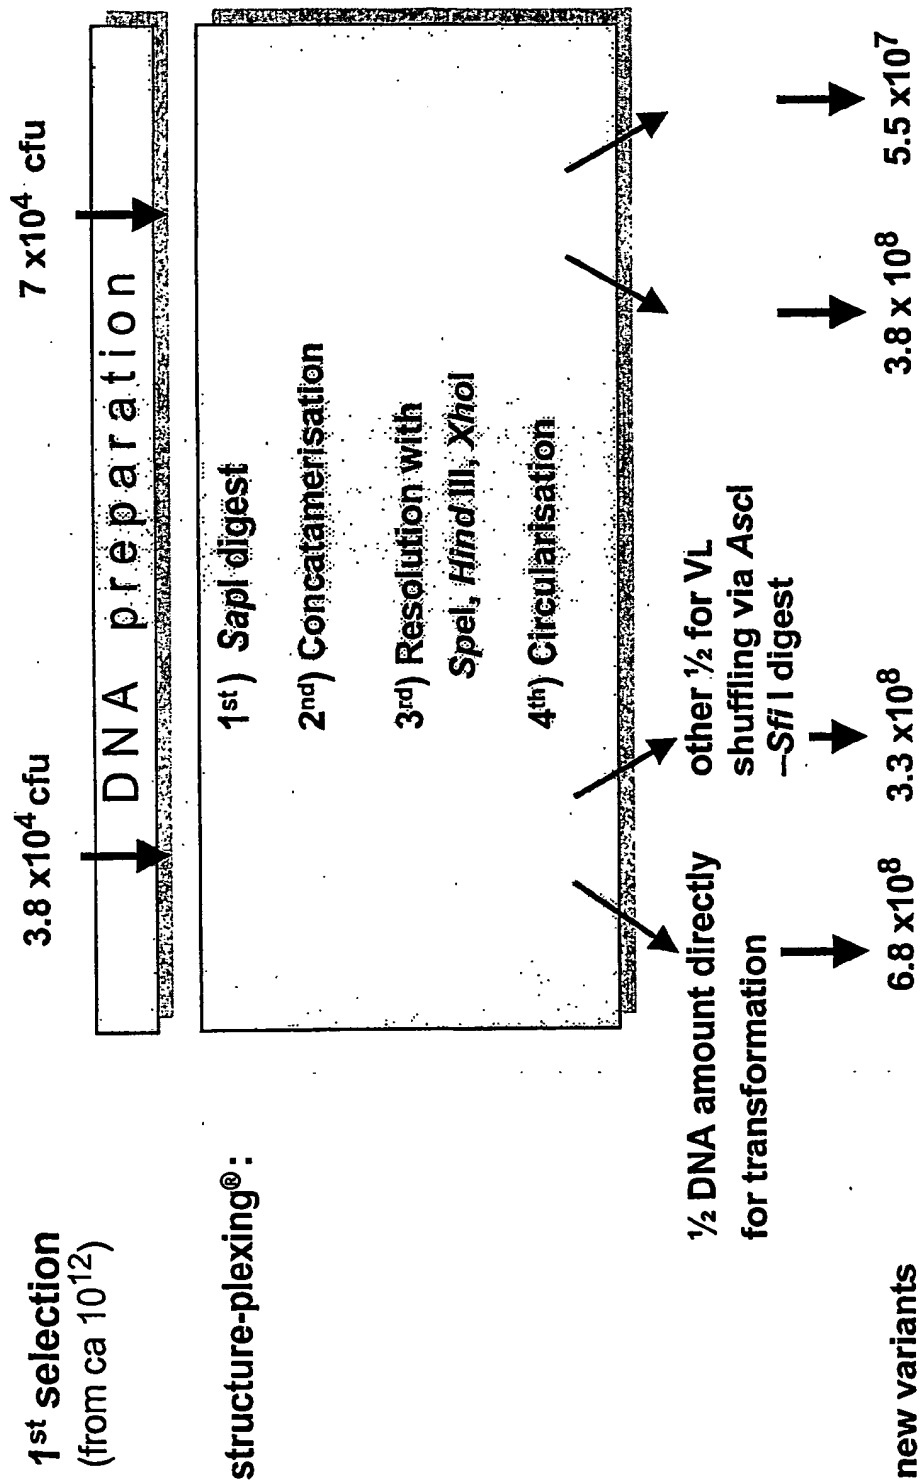 1st selection
(from ca 10^12)
3.8 x10^4 cfu
7 x10^4 cfu
DNA preparation
structure-plexing®:
1st) SapI digest
2nd) Concatamerisation
3rd) Resolution with
SpeI, Hind III, XhoI
4th) Circularisation
½ DNA amount directly
for transformation
other ½ for VL
shuffling via AscI
–Sfi I digest
new variants
6.8 x10^8
3.3 x10^8
3.8 x 10^8
5.5 x10^7